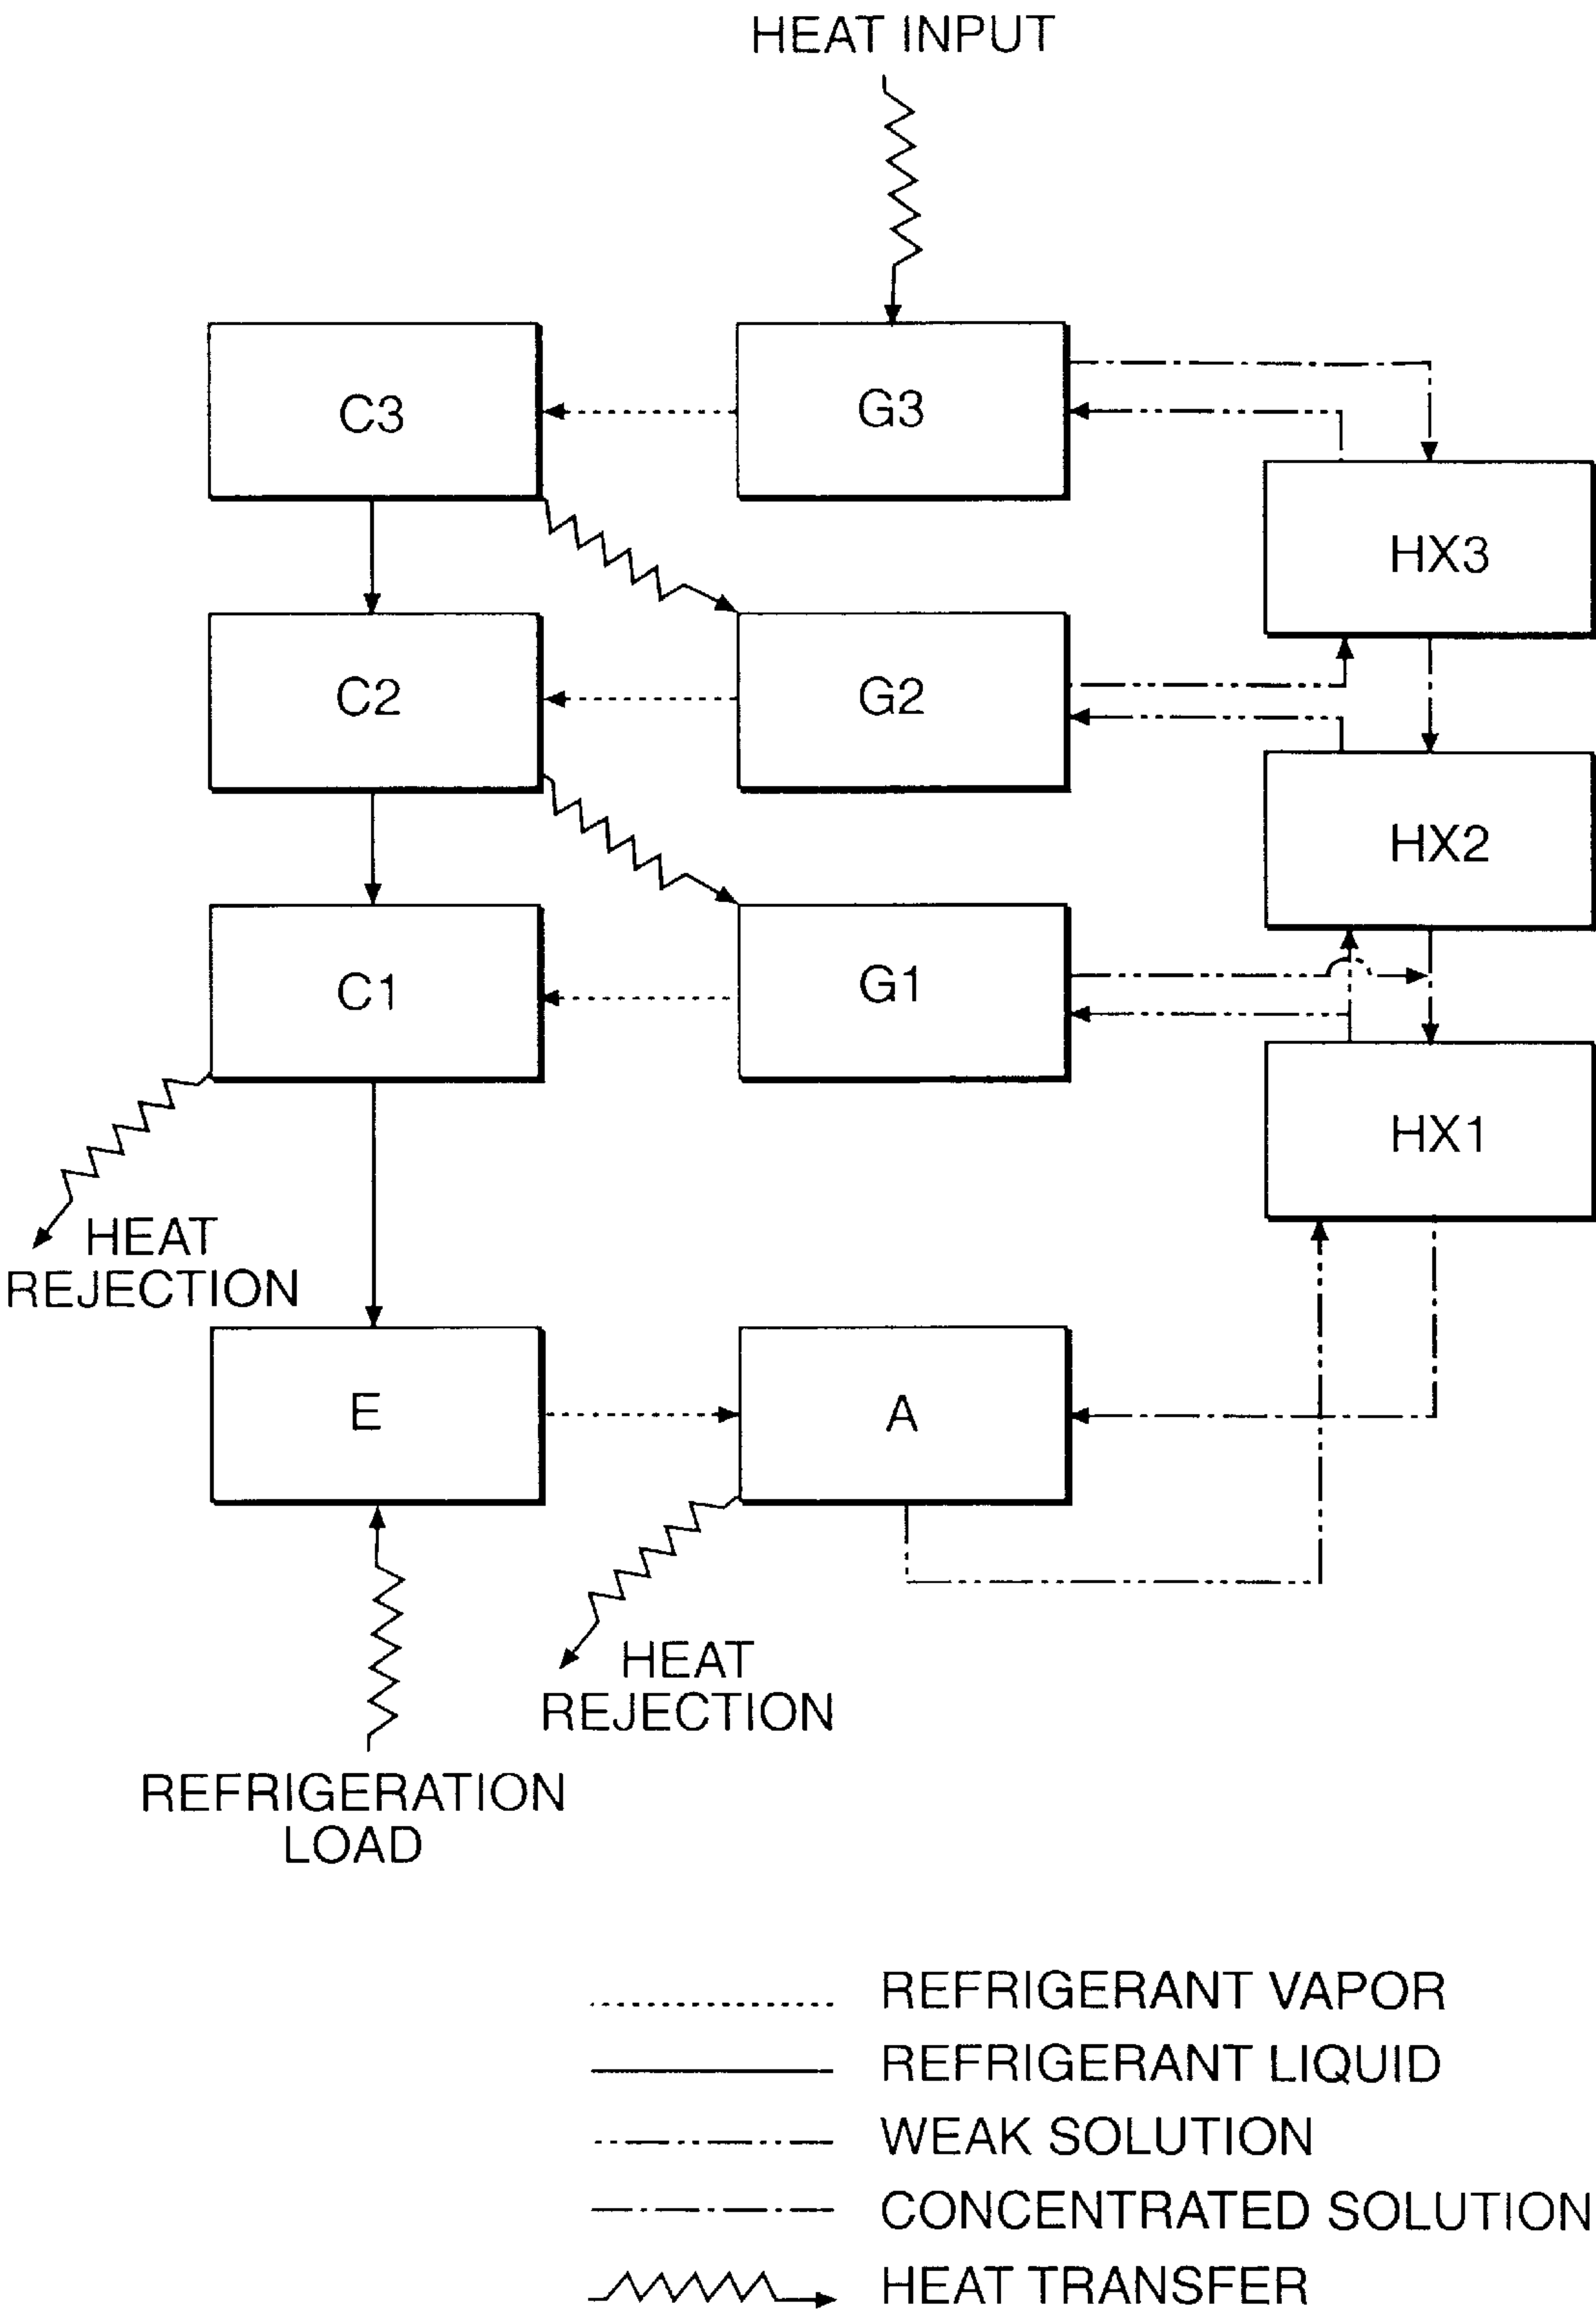 HEAT INPUT
C3
G3
HX3
C2
G2
HX2
C1
G1
HX1
HEAT
REJECTION
E
A
HEAT
REJECTION
REFRIGERATION
LOAD
REFRIGERANT VAPOR
REFRIGERANT LIQUID
WEAK SOLUTION
CONCENTRATED SOLUTION
HEAT TRANSFER